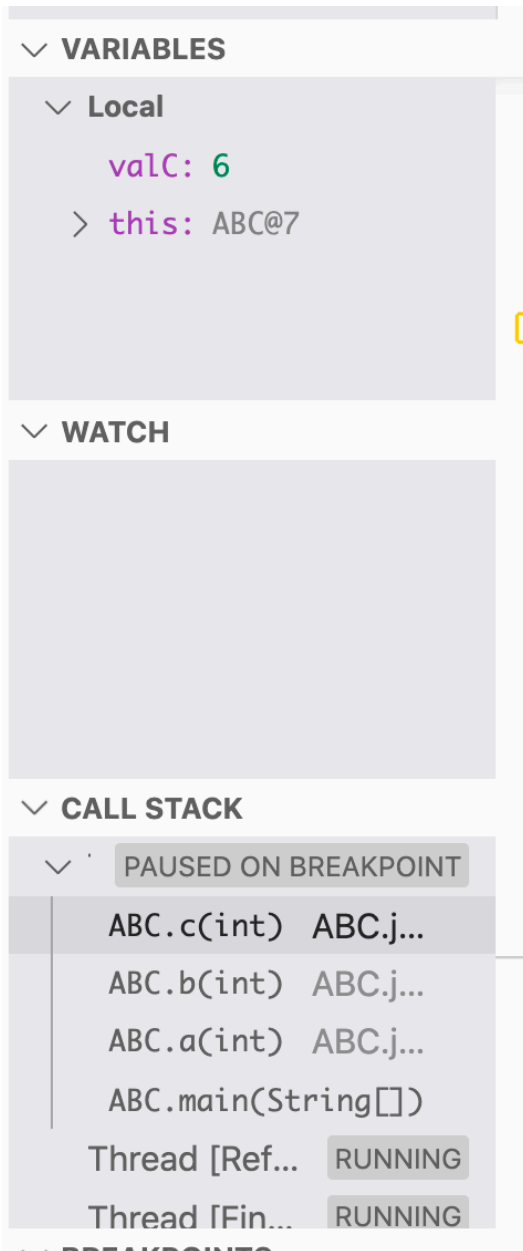 VARIABLES
Local
valC: 6
this: ABC@7
WATCH
CALL STACK
PAUSED ON BREAKPOINT
ABC.c(int) ABC.j...
ABC.b(int) ABC.j...
ABC.a(int) ABC.j...
ABC.main(String[])
Thread [Ref... RUNNING
Thread [Fin... RUNNING
BREAKPOINTS